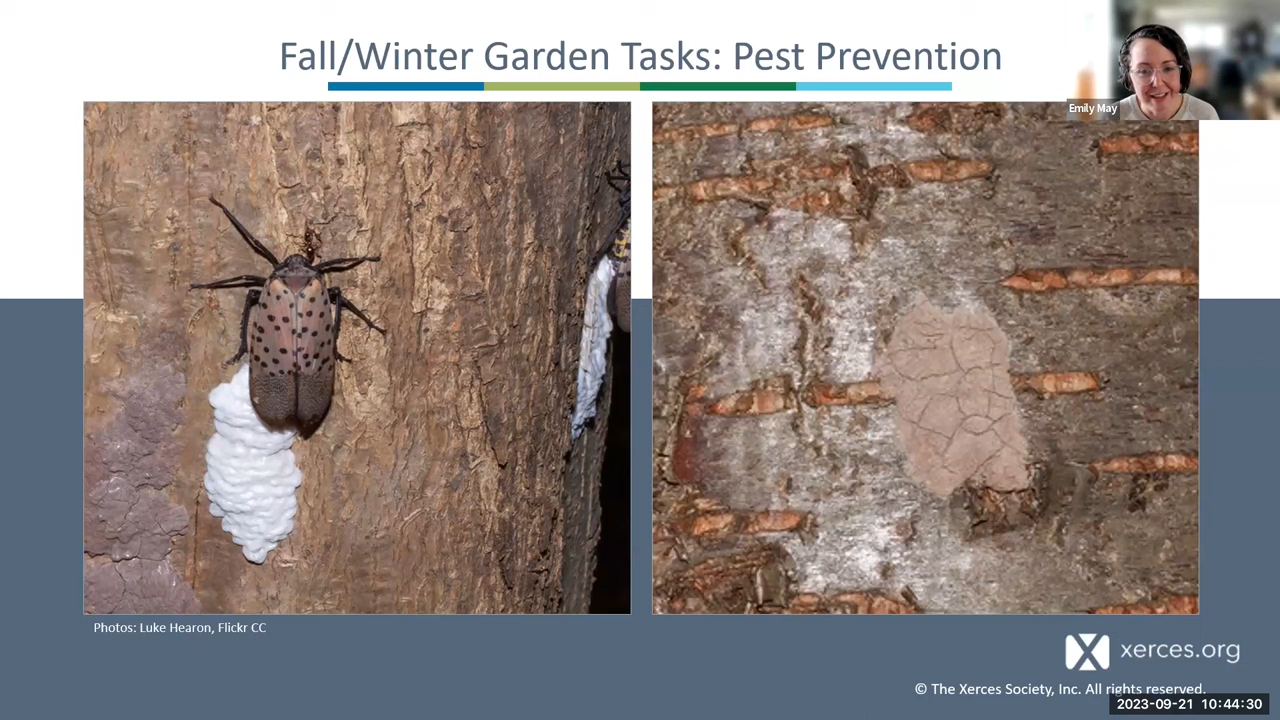 Fall/Winter Garden Tasks: Pest Prevention
Emily May
Photos: Luke Hearon, Flickr CC
xerces.org
© The Xerces Society, Inc. All rights reserved.
2023-09-21 10:44:30